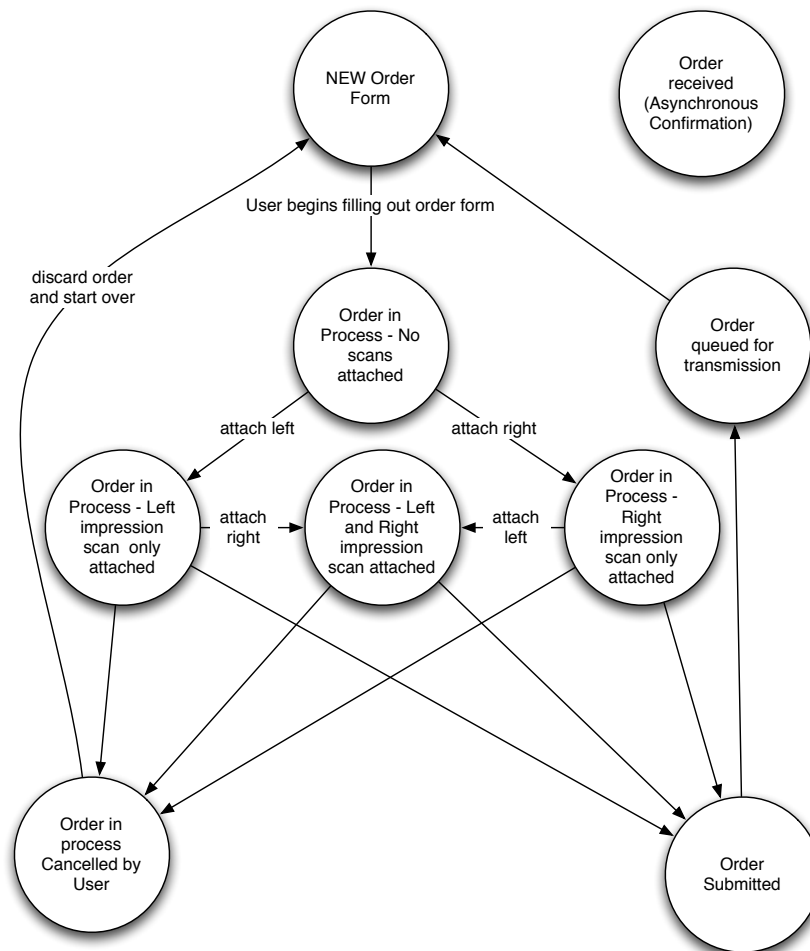 NEW Order
Form
Order
received
(Asynchronous
Confirmation)
User begins filling out order form
discard order
and start over
Order in
Process - No
scans
attached
Order
queued for
transmission
attach left
attach right
Order in
Process - Left
impression
scan only
attached
attach
right
Order in
Process - Left
and Right
impression
scan attached
attach
left
Order in
Process -
Right
impression
scan only
attached
Order in
process
Cancelled by
User
Order
Submitted